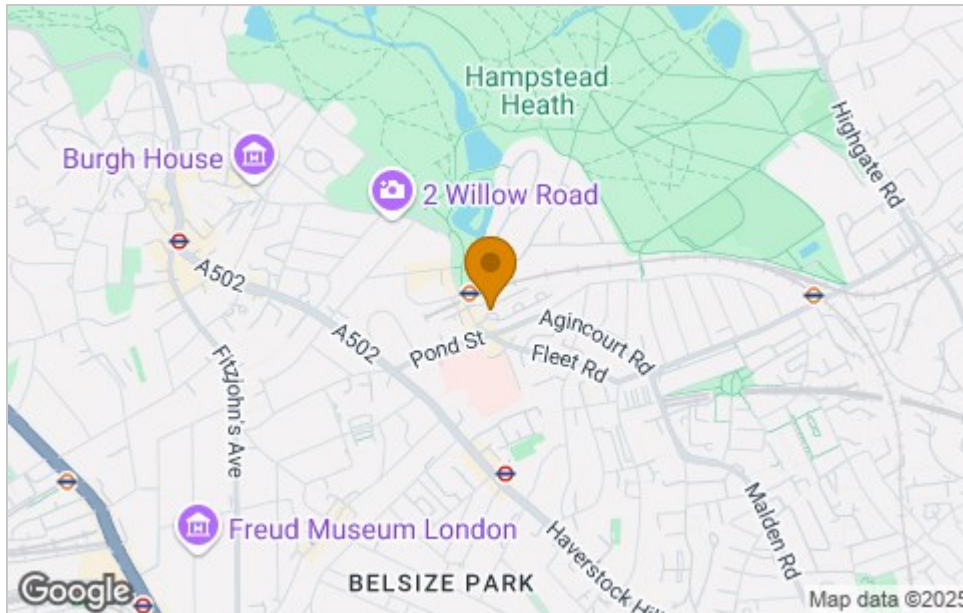 Hampstead
Heath
Highgate Rd
Burgh House
2 Willow Road
A502
Agincourt Rd
A502
Pond St
Fleet Rd
Fitzjohn's Ave
Malden Rd
Freud Museum London
Haverstock Hill
BELSIZE PARK
Google
Map data ©2025